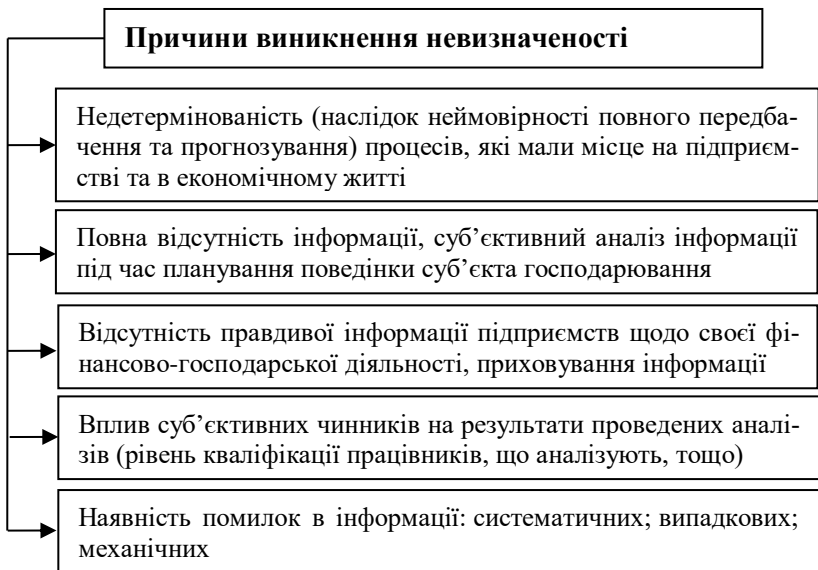 Причини виникнення невизначеності
Недетермінованість (наслідок неймовірності повного передба-
чення та прогнозування) процесів, які мали місце на підприєм-
стві та в економічному житті
Повна відсутність інформації, суб’єктивний аналіз інформації
під час планування поведінки суб’єкта господарювання
Відсутність правдивої інформації підприємств щодо своєї фі-
нансово-господарської діяльності, приховування інформації
Вплив суб’єктивних чинників на результати проведених аналі-
зів (рівень кваліфікації працівників, що аналізують, тощо)
Наявність помилок в інформації: систематичних; випадкових;
механічних